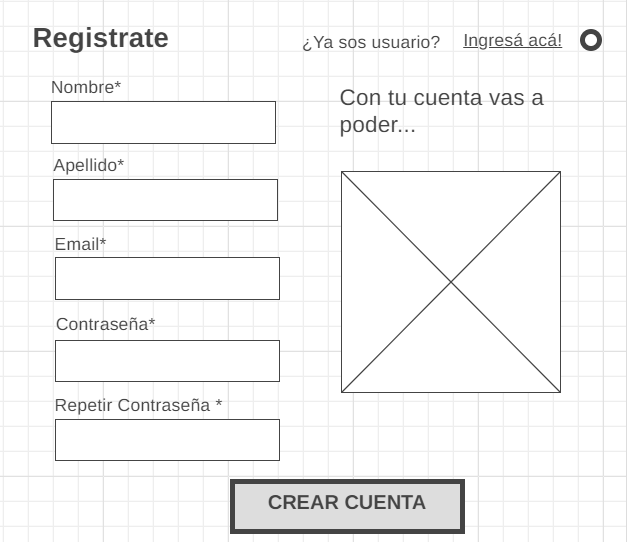 Registrate
¿Ya sos usuario? Ingresá acá!
Nombre*
Apellido*
Email*
Contraseña*
Repetir Contraseña *
Con tu cuenta vas a
poder...
CREAR CUENTA